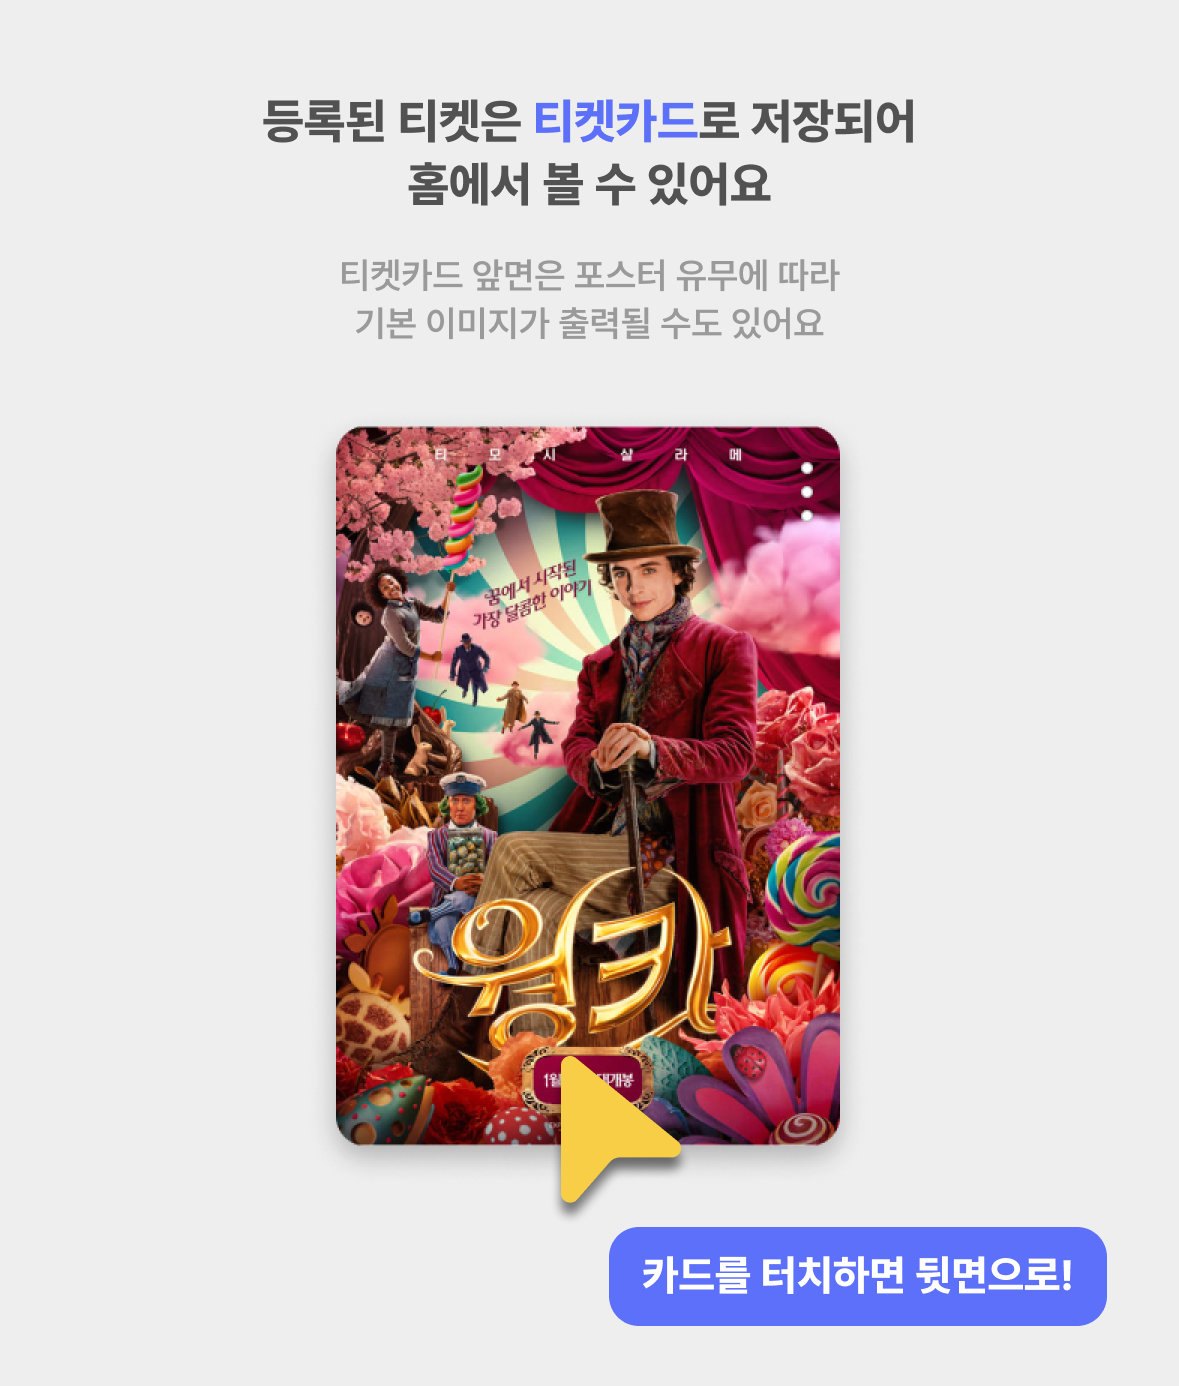 등록된 티켓은 티켓카드로 저장되어
홈에서 볼 수 있어요
티켓카드 앞면은 포스터 유무에 따라
기본 이미지가 출력될 수도 있어요
티모시 샬라메
꿈에서 시작된
가장 달콤한 이야기
웡카
1월 대개봉
카드를 터치하면 뒷면으로!